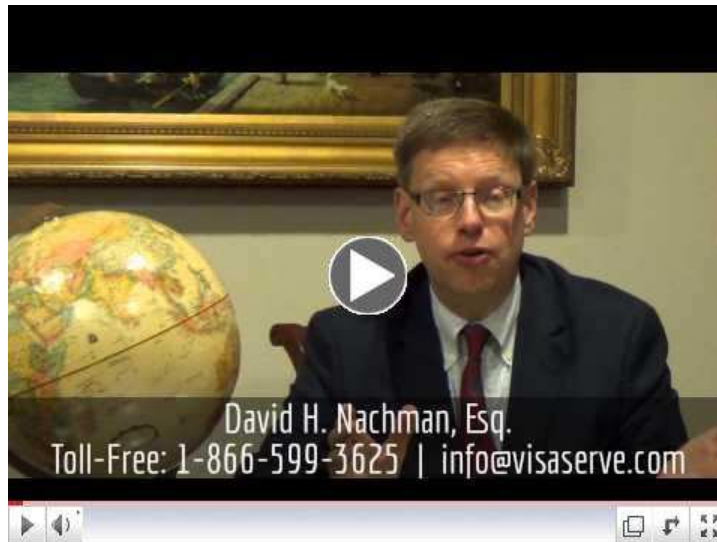 David H. Nachman, Esq.
Toll-Free: 1-866-599-3625 | info@visaserve.com